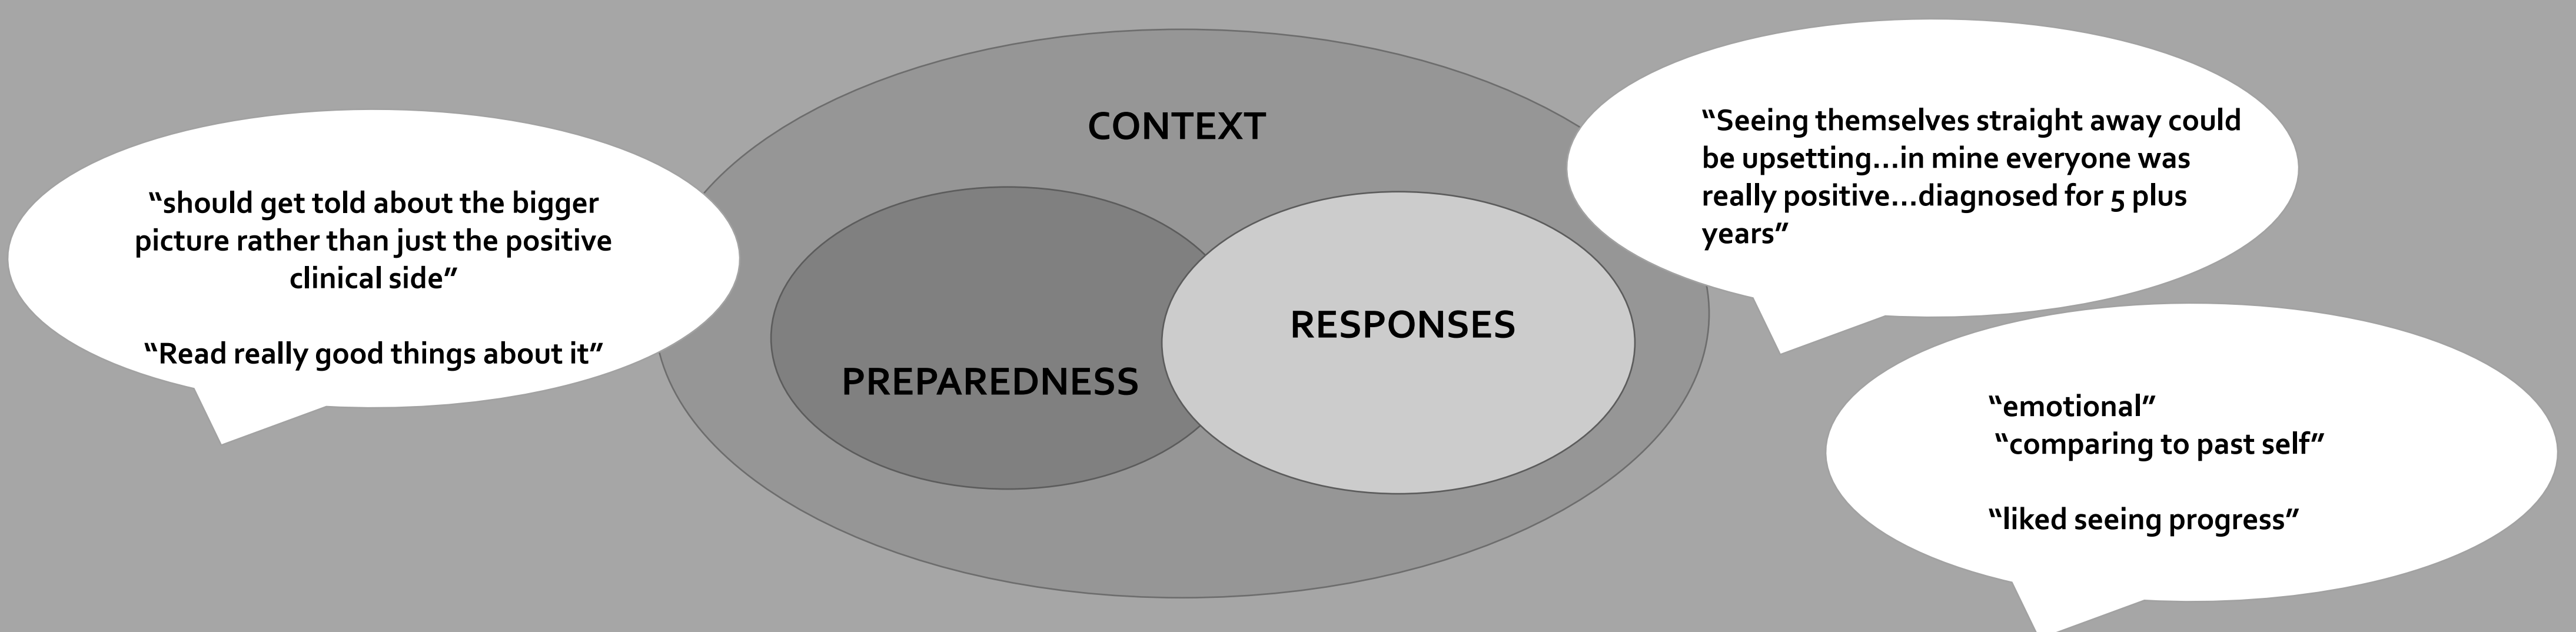 “should get told about the bigger
picture rather than just the positive
clinical side”
“Read really good things about it”
CONTEXT
PREPAREDNESS
RESPONSES
“Seeing themselves straight away could
be upsetting...in mine everyone was
really positive...diagnosed for 5 plus
years”
“emotional”
“comparing to past self”
“liked seeing progress”